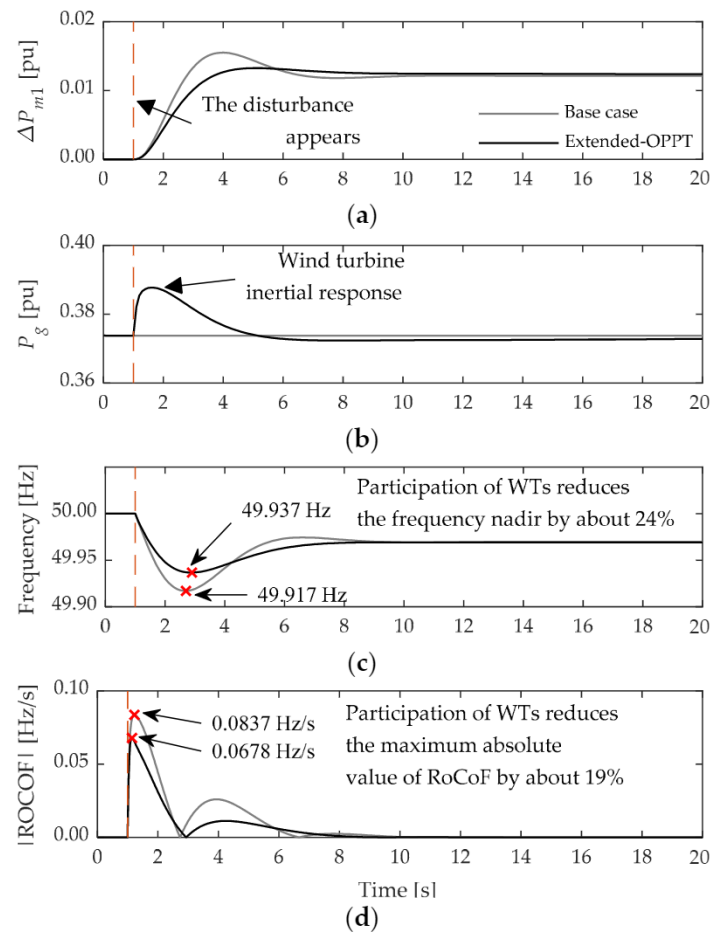 0.02
0.01
0.00
ΔP_m1 [pu]
The disturbance
appears
Base case
Extended-OPPT
0 2 4 6 8 10 12 14 16 18 20
(a)
0.40
0.38
0.36
P_g [pu]
Wind turbine
inertial response
0 2 4 6 8 10 12 14 16 18 20
(b)
50.00
49.95
49.90
Frequency [Hz]
49.937 Hz
49.917 Hz
Participation of WTs reduces
the frequency nadir by about 24%
0 2 4 6 8 10 12 14 16 18 20
(c)
0.10
0.05
0.00
|ROCOF| [Hz/s]
0.0837 Hz/s
0.0678 Hz/s
Participation of WTs reduces
the maximum absolute
value of RoCoF by about 19%
0 2 4 6 8 10 12 14 16 18 20
Time [s]
(d)